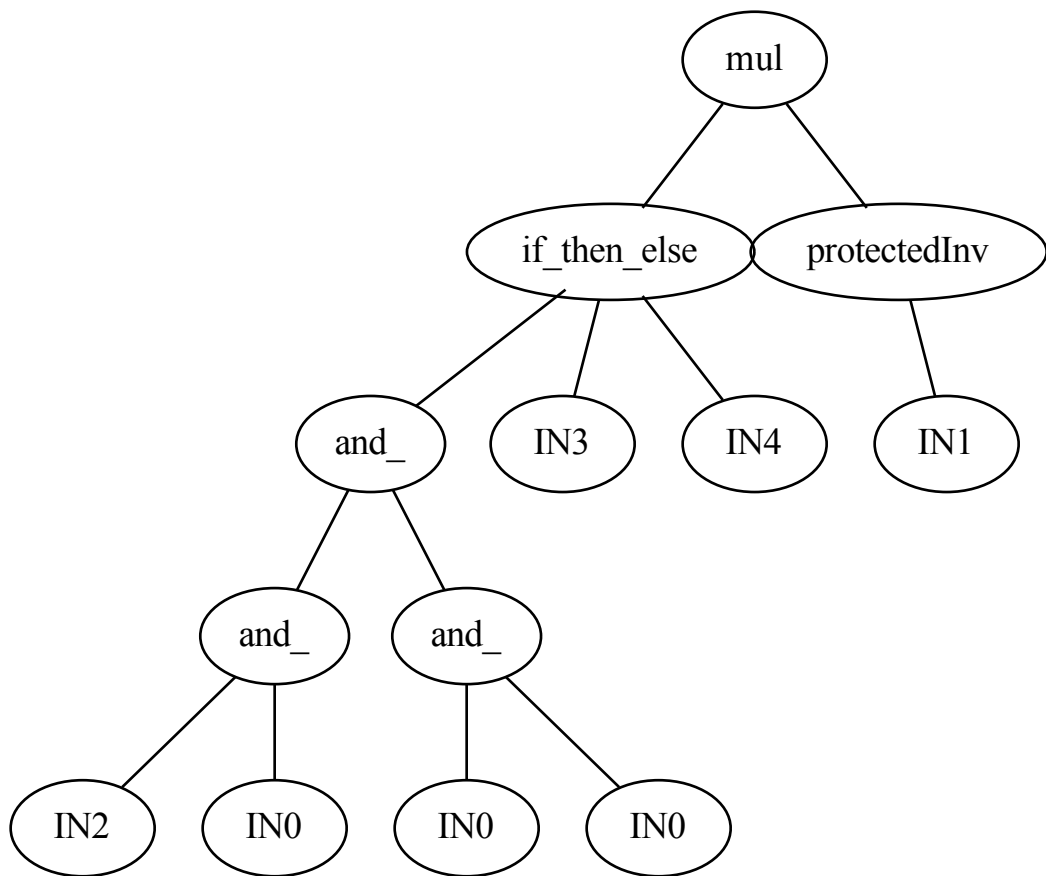 mul
if_then_else protectedInv
and_ IN3 IN4 IN1
and_ and_
IN2 IN0 IN0 IN0